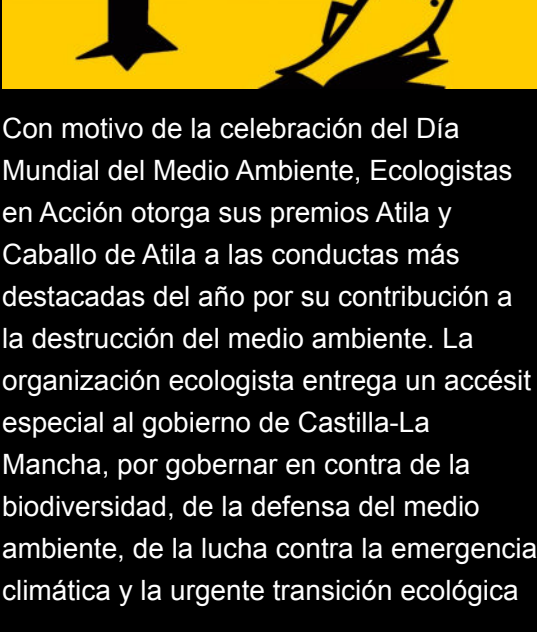 Con motivo de la celebración del Día
Mundial del Medio Ambiente, Ecologistas
en Acción otorga sus premios Atila y
Caballo de Atila a las conductas más
destacadas del año por su contribución a
la destrucción del medio ambiente. La
organización ecologista entrega un accésit
especial al gobierno de Castilla-La
Mancha, por gobernar en contra de la
biodiversidad, de la defensa del medio
ambiente, de la lucha contra la emergencia
climática y la urgente transición ecológica